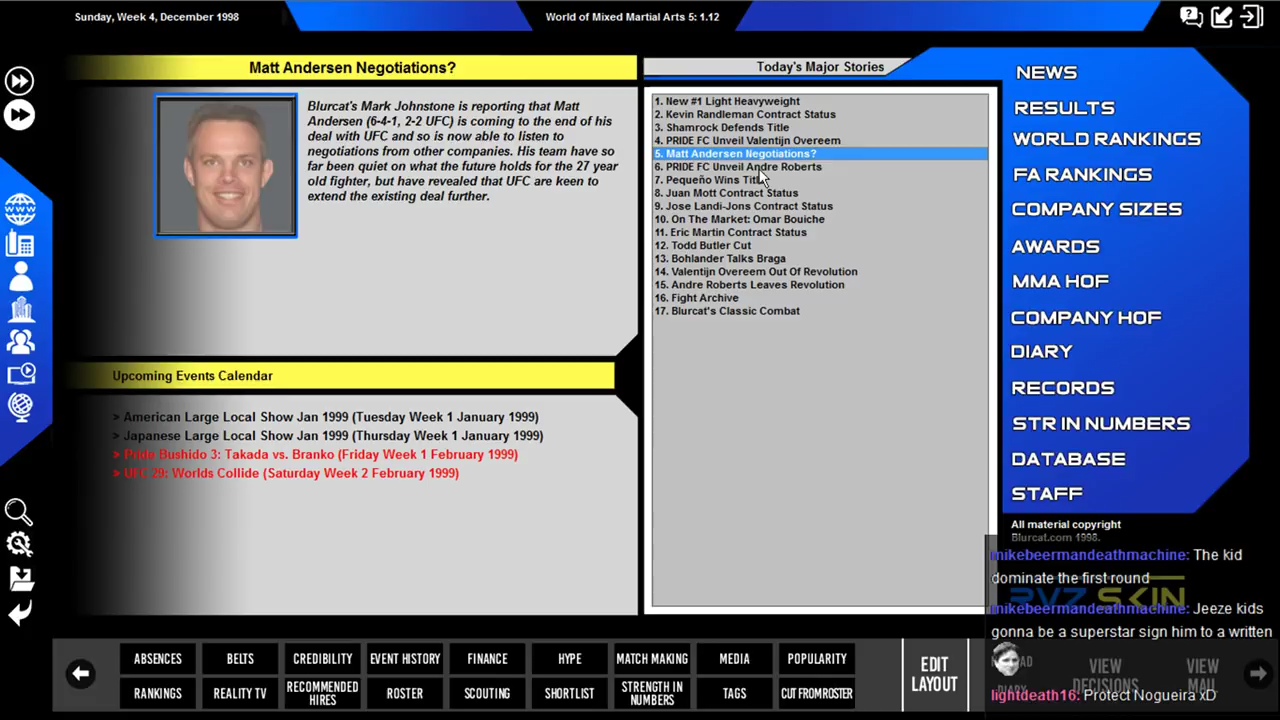 Sunday, Week 4, December 1998
World of Mixed Martial Arts 5: 1.12
Matt Andersen Negotiations?
Blurcat's Mark Johnstone is reporting that Matt
Andersen (6-4-1, 2-2 UFC) is coming to the end of his
deal with UFC and so is now able to listen to
negotiations from other companies. His team have so
far been quiet on what the future holds for the 27 year
old fighter, but have revealed that UFC are keen to
extend the existing deal further.
Upcoming Events Calendar
> American Large Local Show Jan 1999 (Tuesday Week 1 January 1999)
> Japanese Large Local Show Jan 1999 (Thursday Week 1 January 1999)
> Pride Bushido 3: Takada vs. Branko (Friday Week 1 February 1999)
> UFC 29: Worlds Collide (Saturday Week 2 February 1999)
Today's Major Stories
1. New #1 Light Heavyweight
2. Kevin Randleman Contract Status
3. Shamrock Defends Title
4. PRIDE FC Unveil Valentijn Overeem
5. Matt Andersen Negotiations?
6. PRIDE FC Unveil Andre Roberts
7. Pequeño Wins Title
8. Juan Mott Contract Status
9. Jose Landi-Jons Contract Status
10. On The Market: Omar Bouiche
11. Eric Martin Contract Status
12. Todd Butler Cut
13. Bohlander Talks Braga
14. Valentijn Overeem Out Of Revolution
15. Andre Roberts Leaves Revolution
16. Fight Archive
17. Blurcat's Classic Combat
NEWS
RESULTS
WORLD RANKINGS
FA RANKINGS
COMPANY SIZES
AWARDS
MMA HOF
COMPANY HOF
DIARY
RECORDS
STR IN NUMBERS
DATABASE
STAFF
All material copyright
Blurcat.com 1998.
mikebeermandeathmachine: The kid
dominate the first round
RVZ SKIN
mikebeermandeathmachine: Jeeze kids
gonna be a superstar sign him to a written
lightdeath16: Protect Nogueira xD
ABSENCES
BELTS
CREDIBILITY
EVENT HISTORY
FINANCE
HYPE
MATCH MAKING
MEDIA
POPULARITY
RANKINGS
REALITY TV
RECOMMENDED HIRES
ROSTER
SCOUTING
SHORTLIST
STRENGTH IN NUMBERS
TAGS
CUT FROM ROSTER
EDIT
LAYOUT
VIEW
DECISIONS
VIEW
MAIL